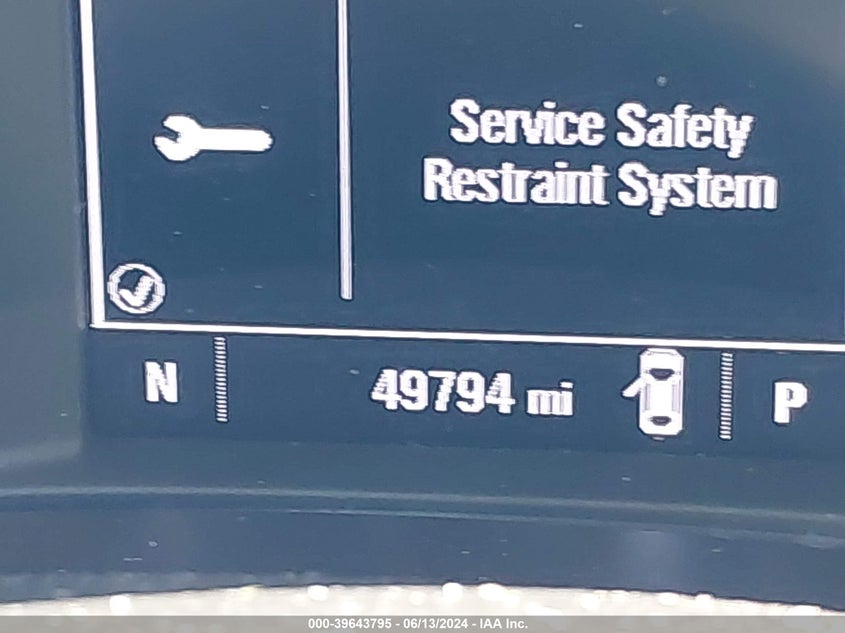 Service Safety
Restraint System
N 49794 mi P
000-39643795 - 06/13/2024 - IAA Inc.